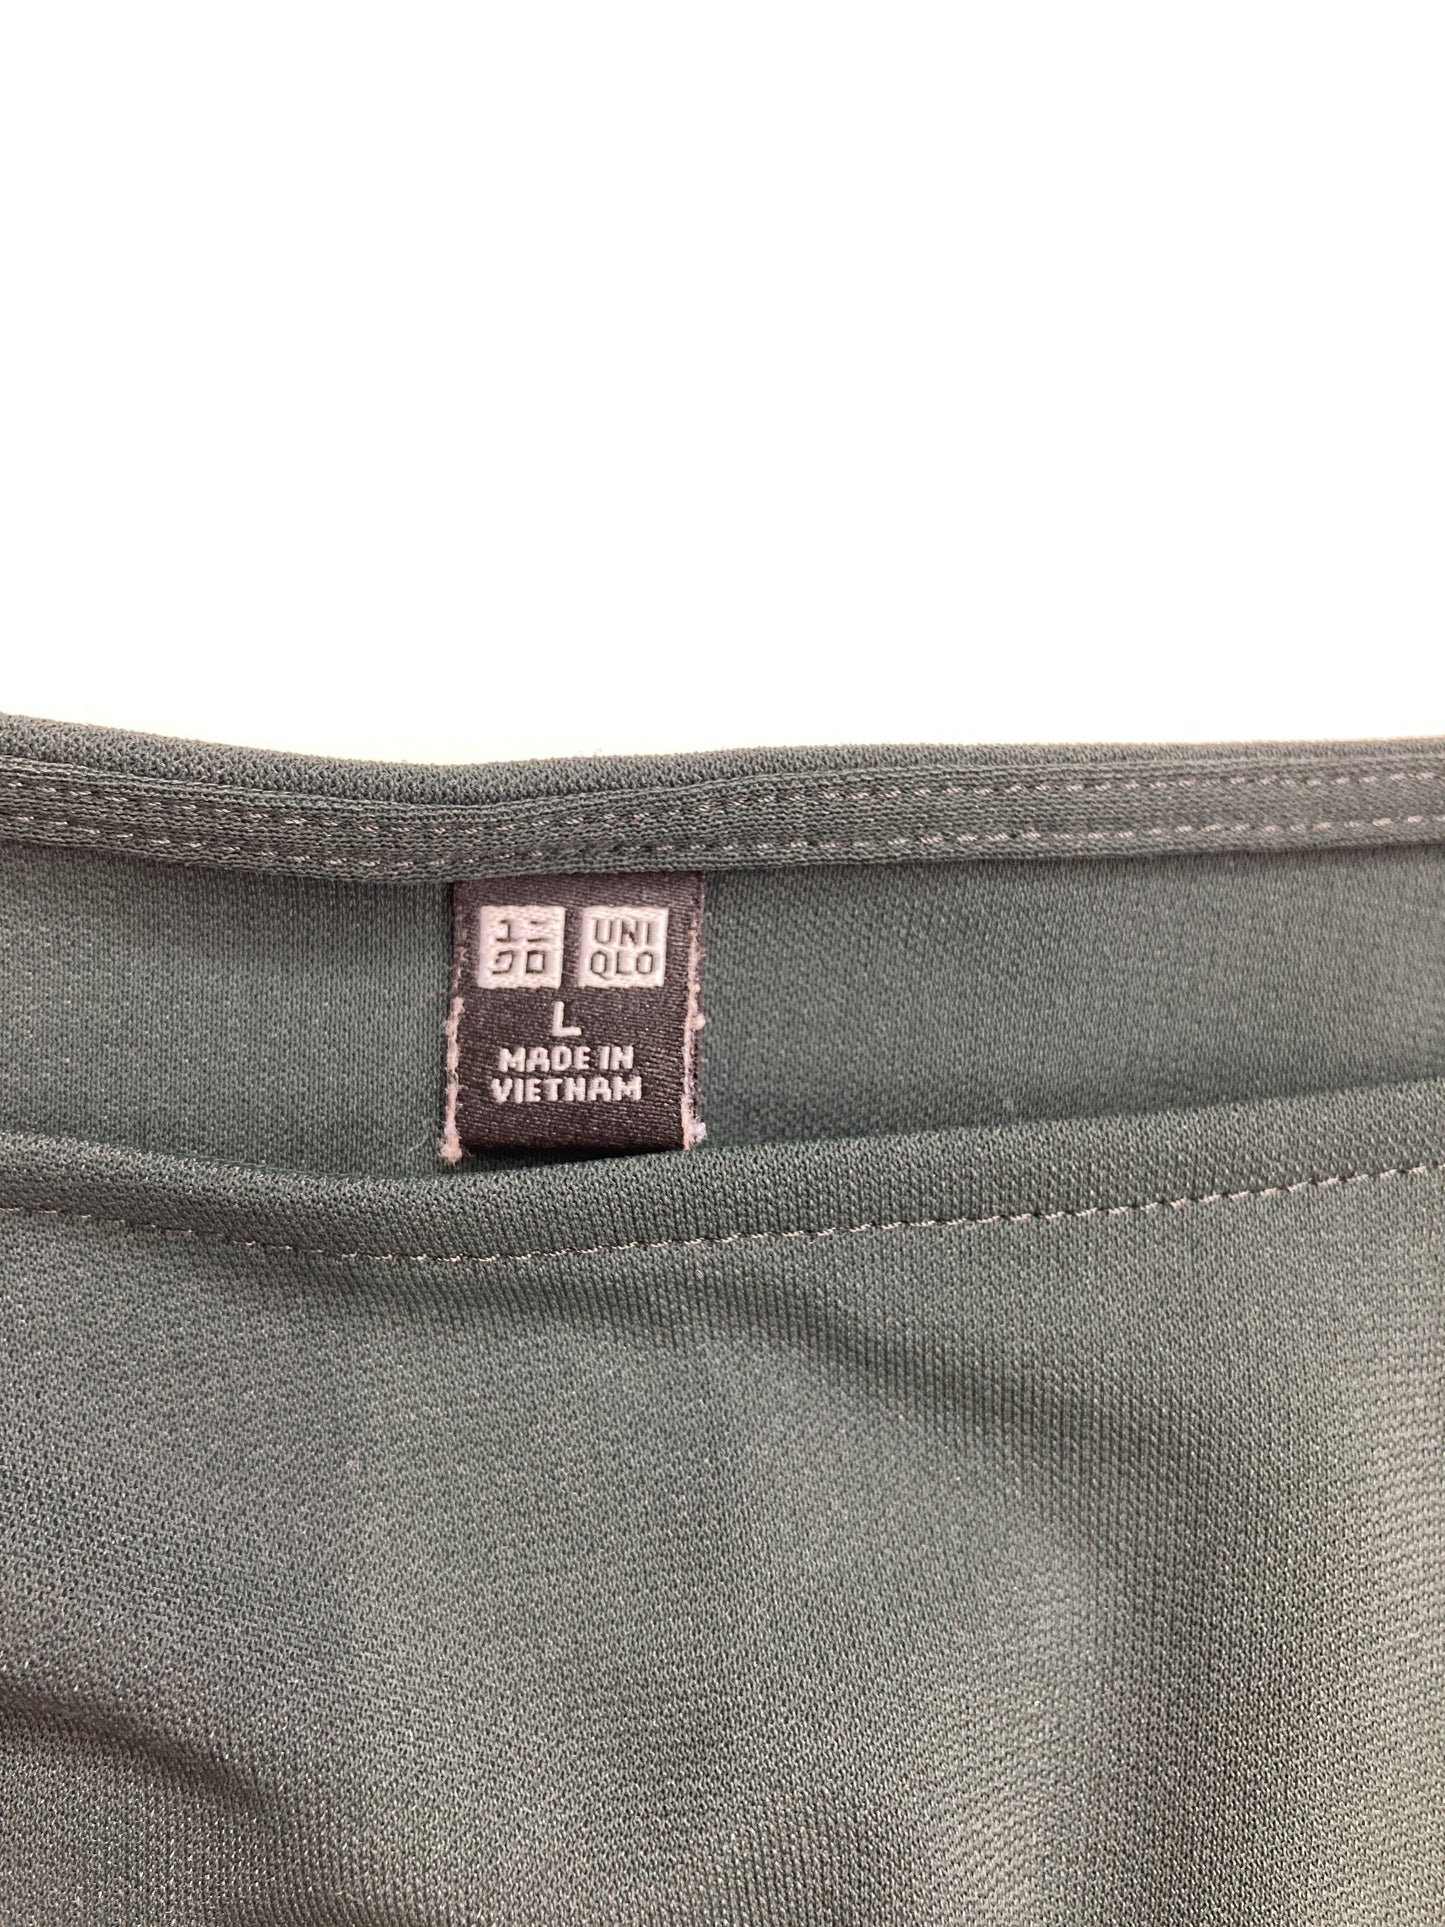 ユニ UNI
クロ QLO
L
MADE IN
VIETNAM